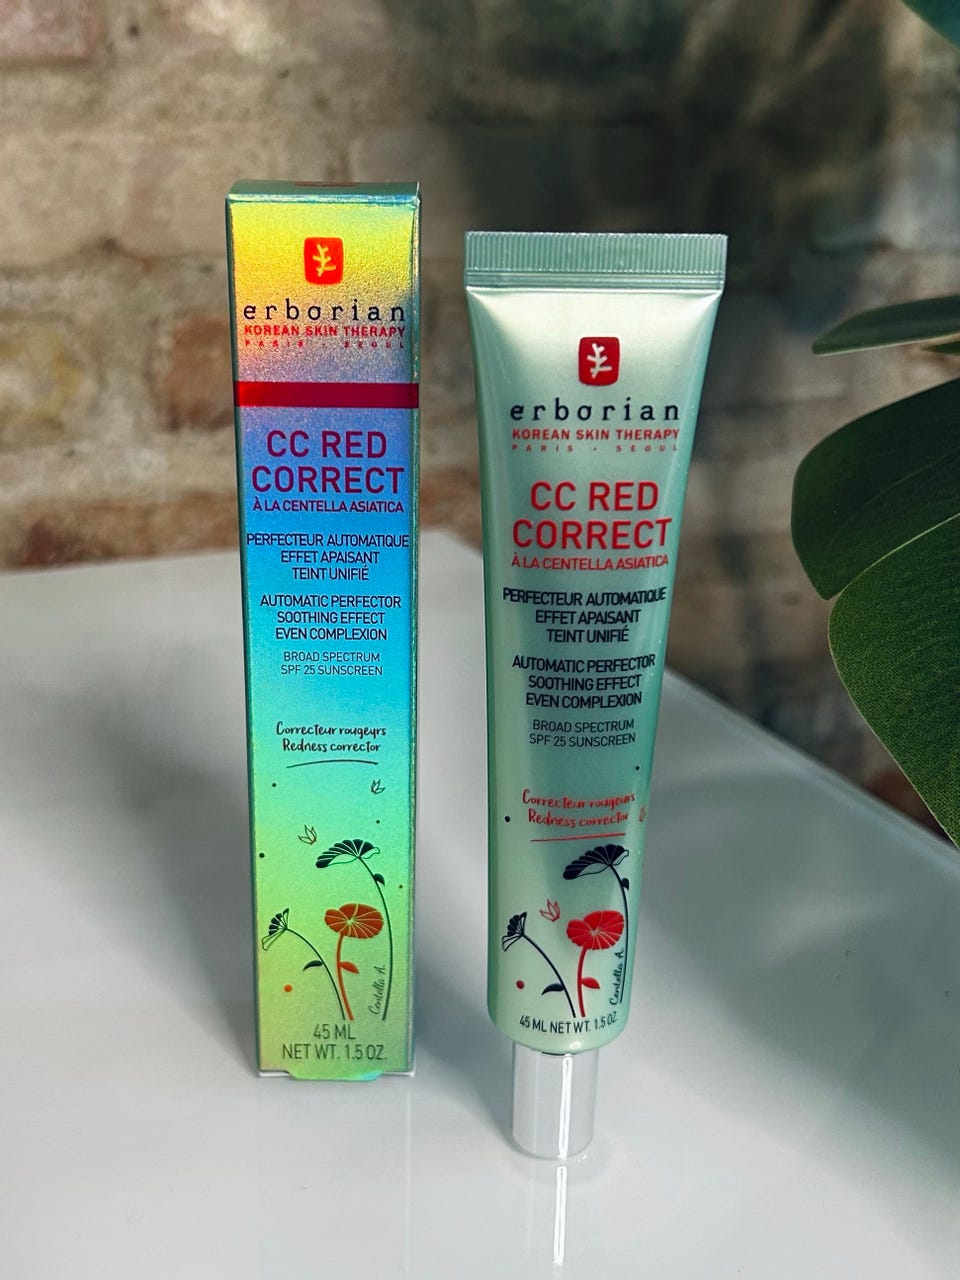 erborian
KOREAN SKIN THERAPY
PARIS - SEOUL
CC RED
CORRECT
À LA CENTELLA ASIATICA
PERFECTEUR AUTOMATIQUE
EFFET APAISANT
TEINT UNIFIÉ
AUTOMATIC PERFECTOR
SOOTHING EFFECT
EVEN COMPLEXION
BROAD SPECTRUM
SPF 25 SUNSCREEN
Correcteur rougeurs
Redness corrector
Centella A.
45 ML
NET WT. 1.5 OZ.
erborian
KOREAN SKIN THERAPY
PARIS - SEOUL
CC RED
CORRECT
À LA CENTELLA ASIATICA
PERFECTEUR AUTOMATIQUE
EFFET APAISANT
TEINT UNIFIÉ
AUTOMATIC PERFECTOR
SOOTHING EFFECT
EVEN COMPLEXION
BROAD SPECTRUM
SPF 25 SUNSCREEN
Correcteur rougeurs
Redness corrector
Centella A.
45 ML NET WT. 1.5 OZ.